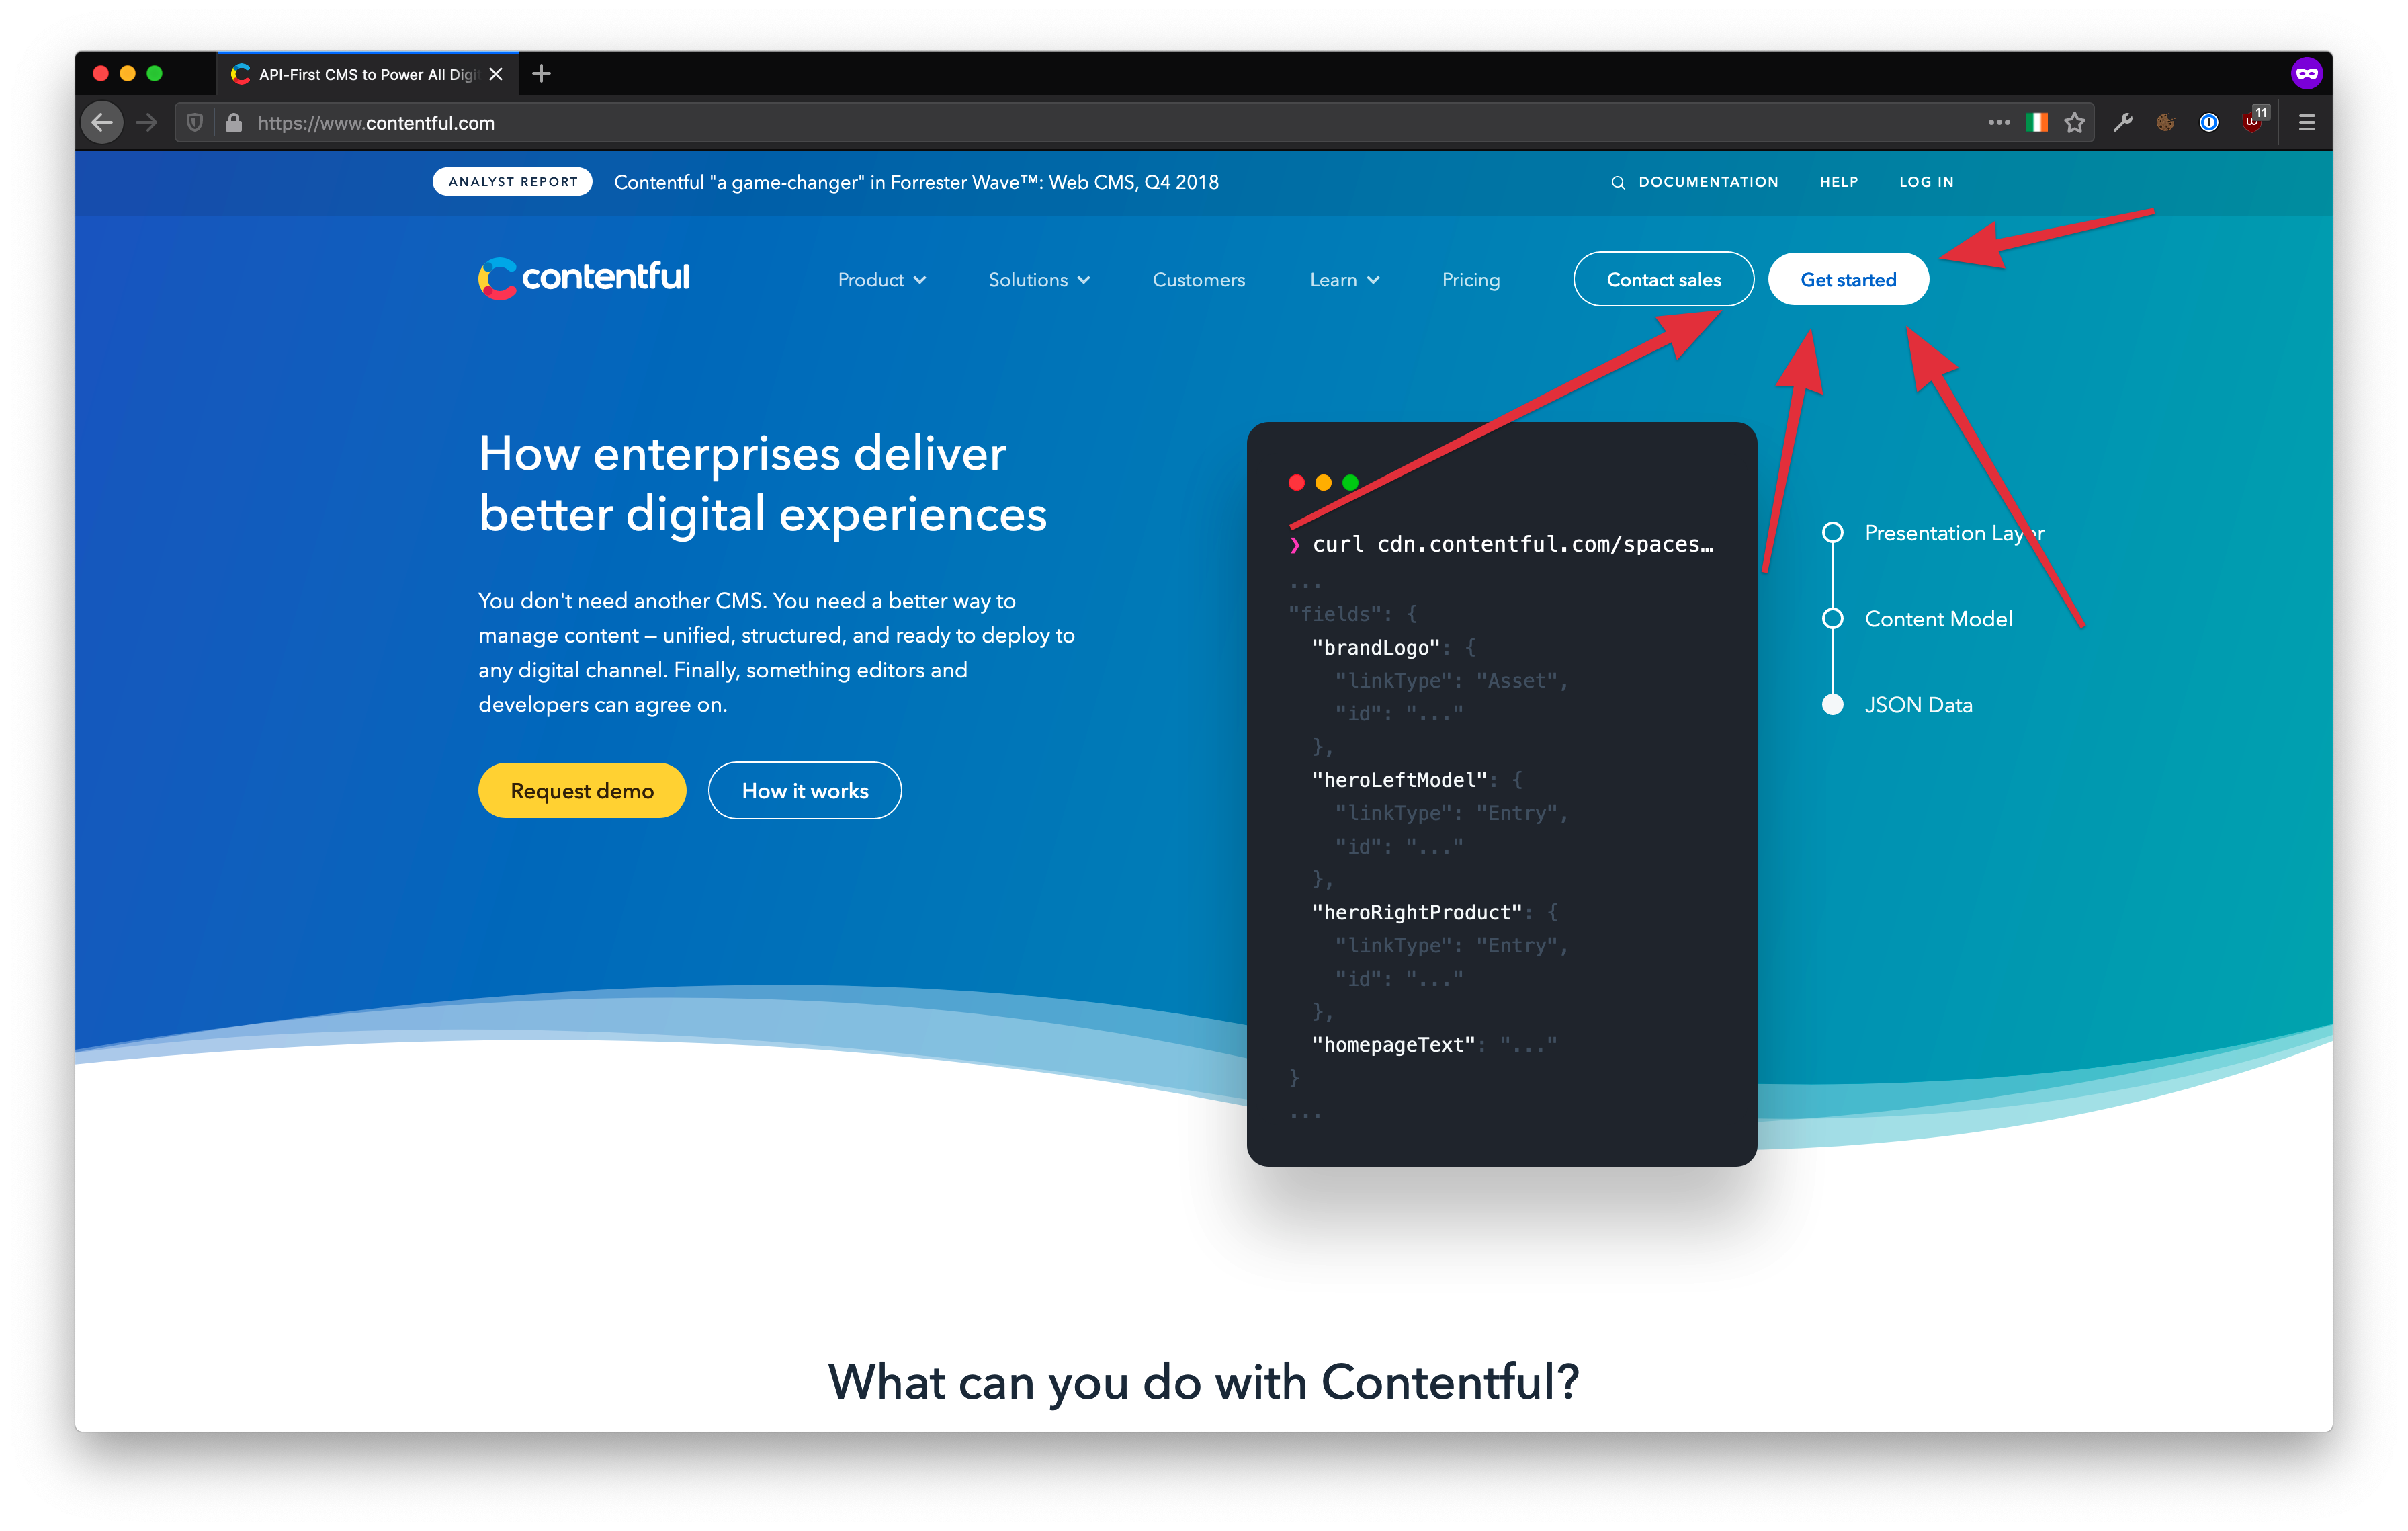 API-First CMS to Power All Digi
https://www.contentful.com
11
ANALYST REPORT
Contentful "a game-changer" in Forrester Wave™: Web CMS, Q4 2018
DOCUMENTATION
HELP
LOG IN
contentful
Product
Solutions
Customers
Learn
Pricing
Contact sales
Get started
How enterprises deliver
better digital experiences
You don't need another CMS. You need a better way to
manage content – unified, structured, and ready to deploy to
any digital channel. Finally, something editors and
developers can agree on.
Request demo
How it works
❯ curl cdn.contentful.com/spaces…
...
"fields": {
"brandLogo": {
"linkType": "Asset",
"id": "..."
},
"heroLeftModel": {
"linkType": "Entry",
"id": "..."
},
"heroRightProduct": {
"linkType": "Entry",
"id": "..."
},
"homepageText": "..."
}
...
Presentation Layer
Content Model
JSON Data
What can you do with Contentful?